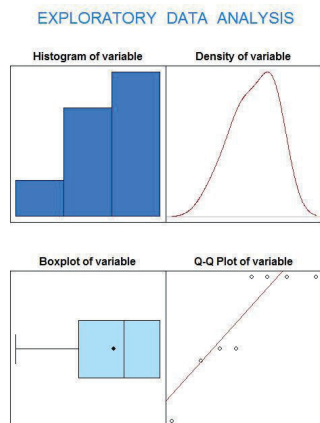 EXPLORATORY DATA ANALYSIS
Histogram of variable
Density of variable
Boxplot of variable
Q-Q Plot of variable